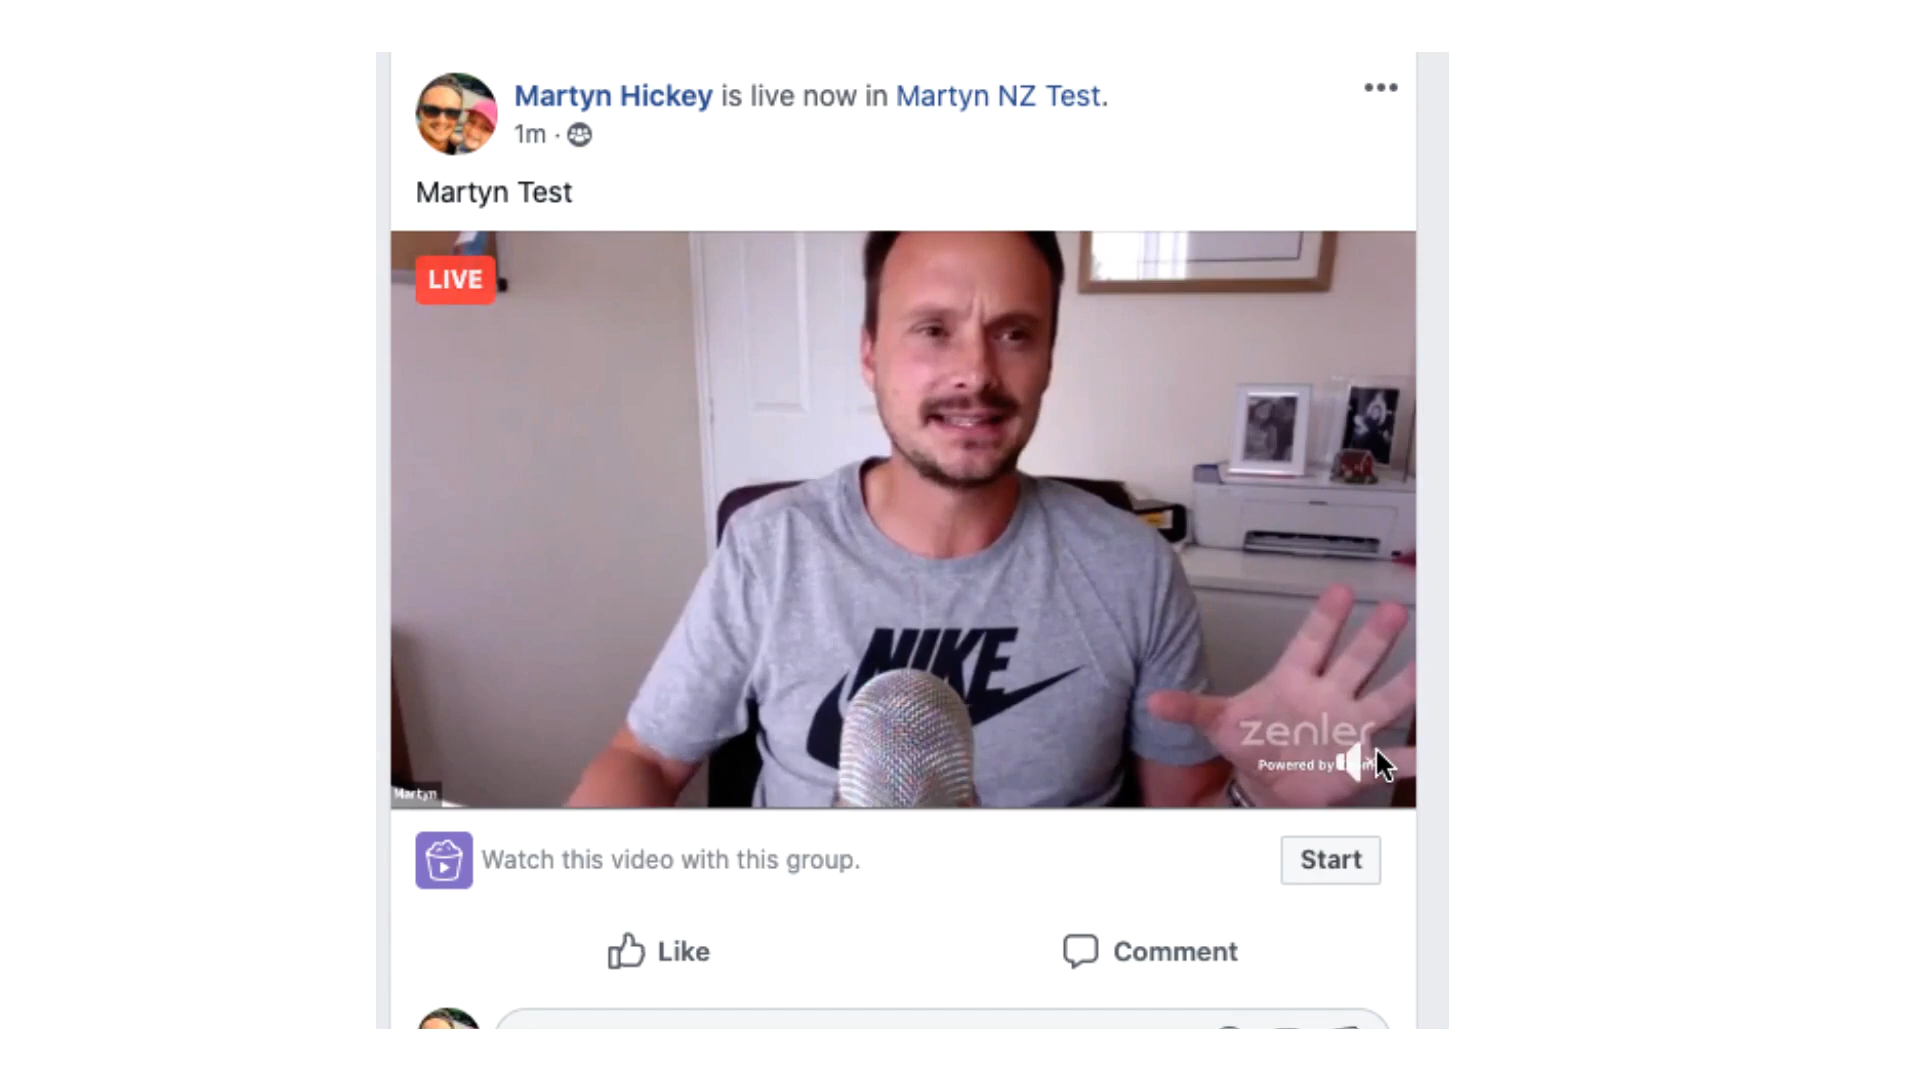 Martyn Hickey is live now in Martyn NZ Test.
1m ·
Martyn Test
LIVE
NIKE
zenler
Powered by
Martyn
Watch this video with this group.
Start
Like
Comment